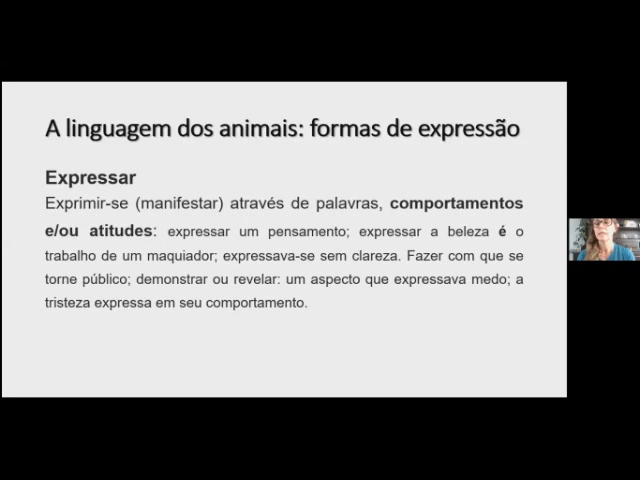 A linguagem dos animais: formas de expressão
Expressar
Exprimir-se (manifestar) através de palavras, comportamentos
e/ou atitudes: expressar um pensamento; expressar a beleza é o
trabalho de um maquiador; expressava-se sem clareza. Fazer com que se
torne público; demonstrar ou revelar: um aspecto que expressava medo; a
tristeza expressa em seu comportamento.